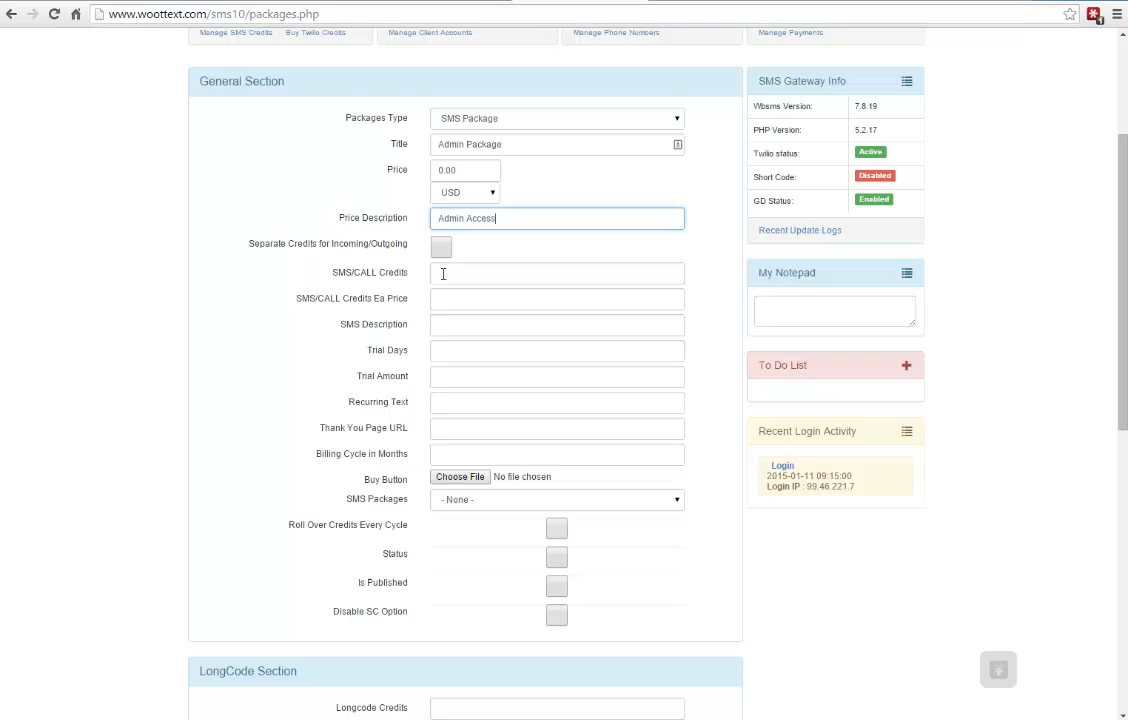 www.woottext.com/sms10/packages.php
Manage SMS Credits Buy Twilio Credits Manage Client Accounts Manage Phone Numbers Manage Payments
General Section
Packages Type SMS Package
Title Admin Package
Price 0.00
USD
Price Description Admin Access
Separate Credits for Incoming/Outgoing
SMS/CALL Credits
SMS/CALL Credits Ea Price
SMS Description
Trial Days
Trial Amount
Recurring Text
Thank You Page URL
Billing Cycle in Months
Buy Button Choose File No file chosen
SMS Packages - None -
Roll Over Credits Every Cycle
Status
Is Published
Disable SC Option
LongCode Section
Longcode Credits
SMS Gateway Info
Wbsms Version: 7.8.19
PHP Version: 5.2.17
Twilio status: Active
Short Code: Disabled
GD Status: Enabled
Recent Update Logs
My Notepad
To Do List
Recent Login Activity
Login
2015-01-11 09:15:00
Login IP : 99.46.221.7